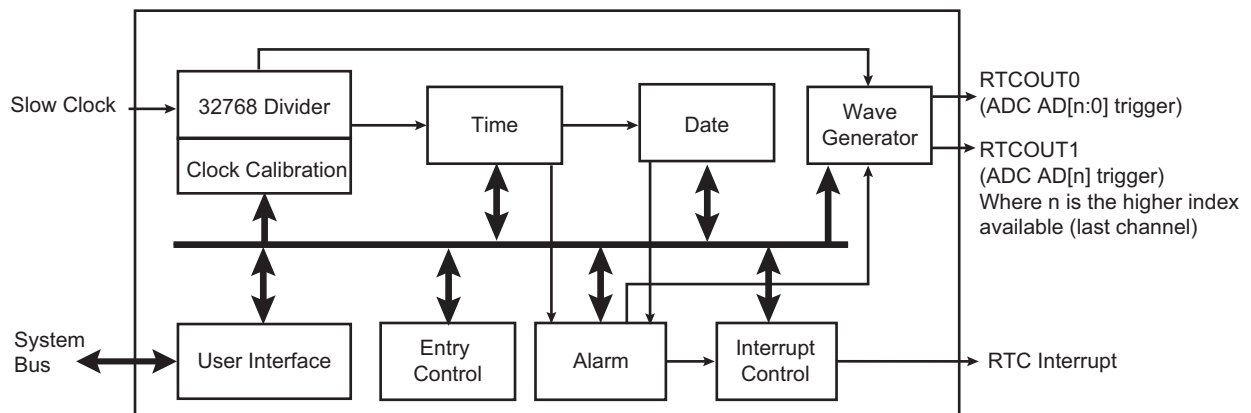 Slow Clock
32768 Divider
Clock Calibration
Time
Date
Wave
Generator
RTCOUT0
(ADC AD[n:0] trigger)
RTCOUT1
(ADC AD[n] trigger)
Where n is the higher index
available (last channel)
System
Bus
User Interface
Entry
Control
Alarm
Interrupt
Control
RTC Interrupt